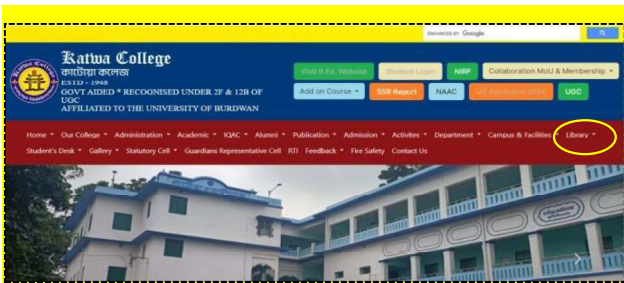 ENHANCED BY Google
Katwa College
কাটোয়া কলেজ
ESTD - 1948
GOVT AIDED * RECOGNISED UNDER 2F & 12B OF
UGC
AFFILIATED TO THE UNIVERSITY OF BURDWAN
Visit B.Ed. Website Student Login NIRF Collaboration MoU & Membership
Add on Course SSR Report NAAC UG Admission 2024 UGC
Home Our College Administration Academic IQAC Alumni Publication Admission Activites Department Campus & Facilities Library
Student's Desk Gallery Statutory Cell Guardians Representative Cell RTI Feedback Fire Safety Contact Us